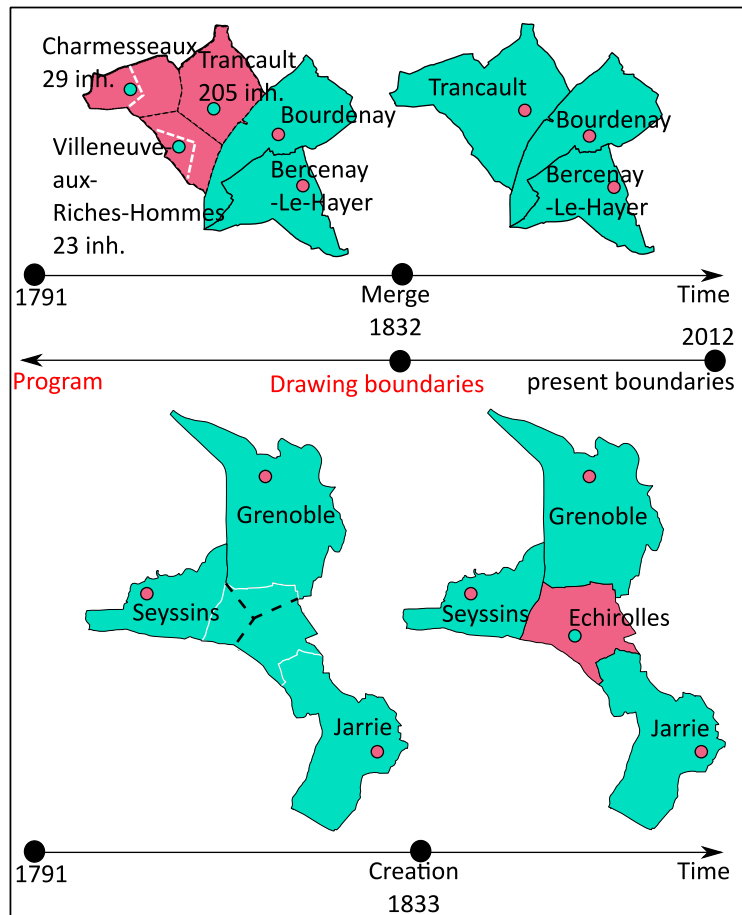 Charmesseaux
29 inh.
Trancault
205 inh.
Bourdenay
Villeneuve-
aux-
Riches-Hommes
23 inh.
Bercenay
-Le-Hayer
Trancault
Bourdenay
Bercenay
-Le-Hayer
1791
Merge
1832
Time
2012
Program
Drawing boundaries
present boundaries
Grenoble
Seyssins
Jarrie
Grenoble
Seyssins
Echirolles
Jarrie
1791
Creation
1833
Time